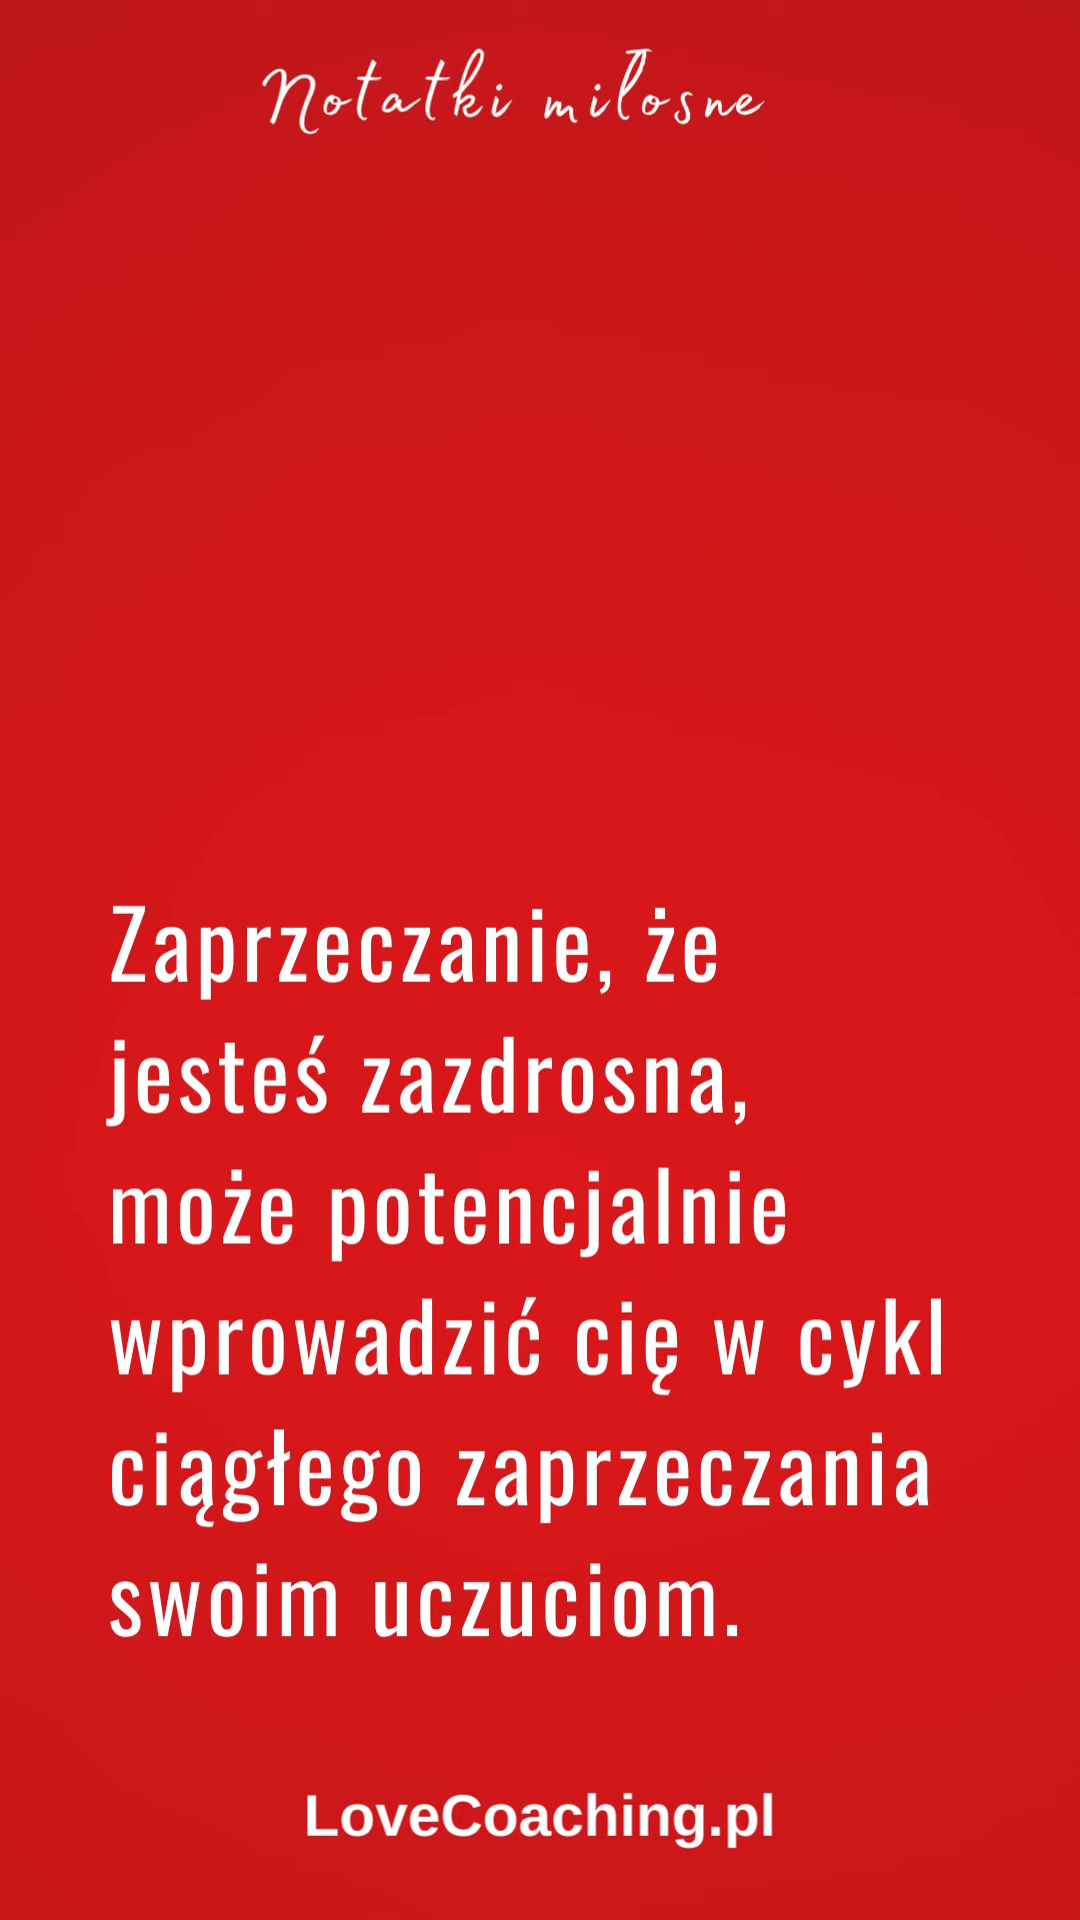 Notatki miłosne
Zaprzeczanie, że
jesteś zazdrosna,
może potencjalnie
wprowadzić cię w cykl
ciągłego zaprzeczania
swoim uczuciom.
LoveCoaching.pl